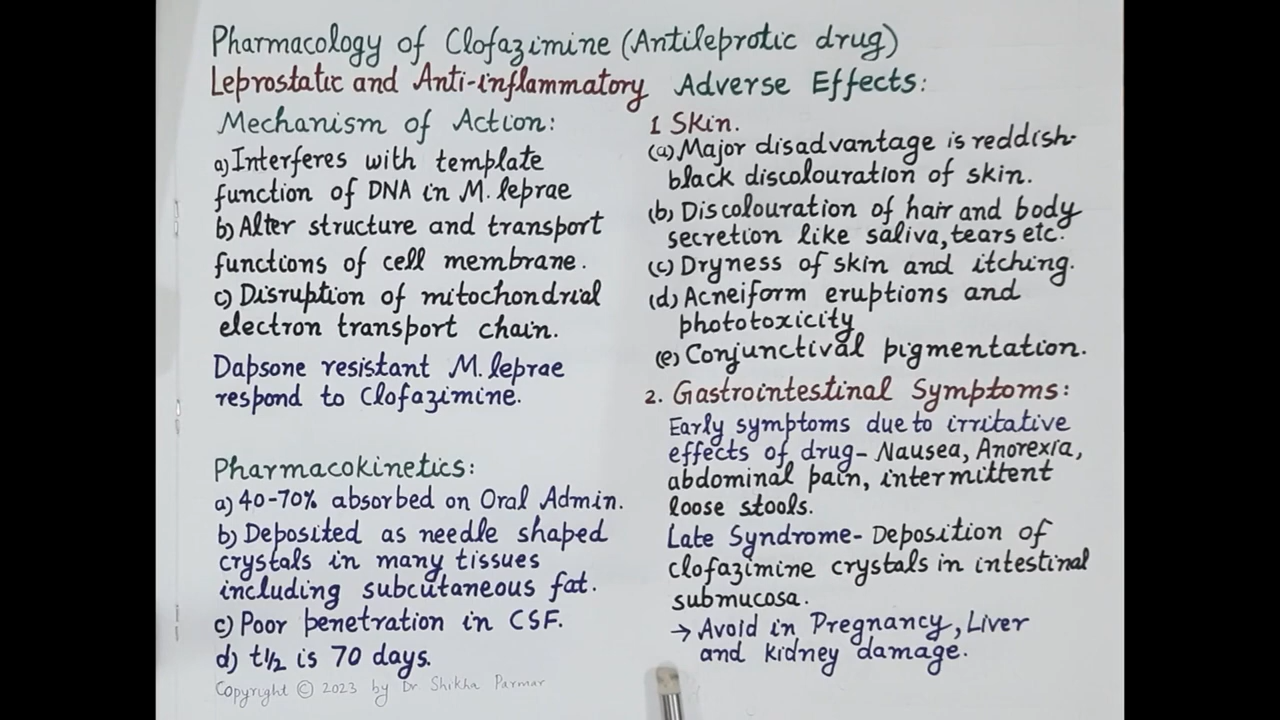 Pharmacology of Clofazimine (Antileprotic drug)
Leprostatic and Anti-inflammatory
Mechanism of Action:
a) Interferes with template
function of DNA in M. leprae
b) Alter structure and transport
functions of cell membrane.
c) Disruption of mitochondrial
electron transport chain.
Dapsone resistant M. leprae
respond to Clofazimine.
Pharmacokinetics:
a) 40-70% absorbed on Oral Admin.
b) Deposited as needle shaped
crystals in many tissues
including subcutaneous fat.
c) Poor penetration in CSF.
d) t1/2 is 70 days.
Copyright © 2023 by Dr Shikha Parmar
Adverse Effects:
1 Skin.
(a) Major disadvantage is reddish-
black discolouration of skin.
(b) Discolouration of hair and body
secretion like saliva, tears etc.
(c) Dryness of skin and itching.
(d) Acneiform eruptions and
phototoxicity
(e) Conjunctival pigmentation.
2. Gastrointestinal Symptoms:
Early symptoms due to irritative
effects of drug- Nausea, Anorexia,
abdominal pain, intermittent
loose stools.
Late Syndrome- Deposition of
clofazimine crystals in intestinal
submucosa.
→ Avoid in Pregnancy, Liver
and kidney damage.